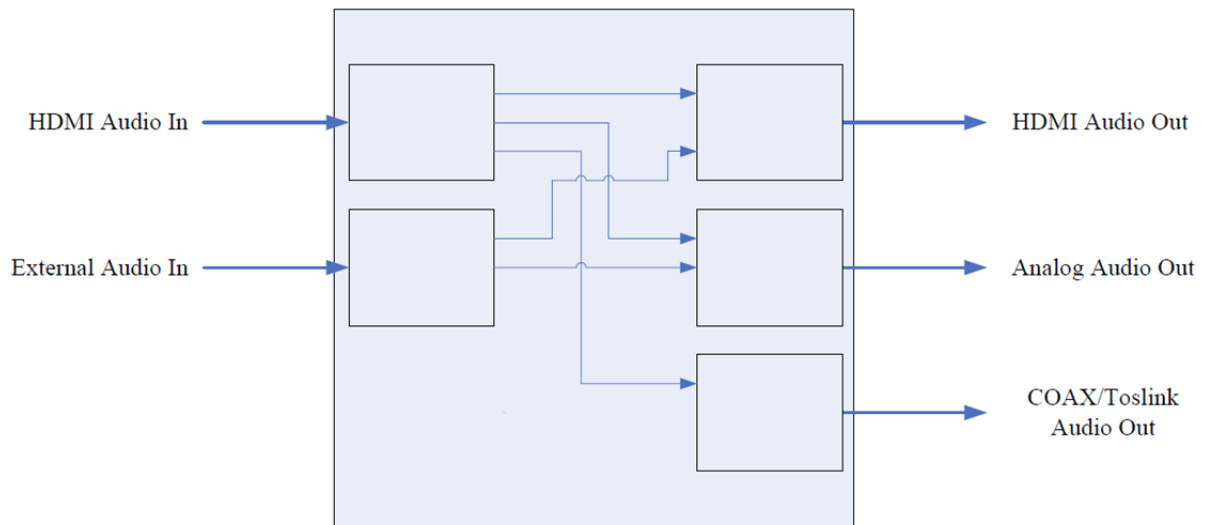 HDMI Audio In
HDMI Audio Out
External Audio In
Analog Audio Out
COAX/Toslink
Audio Out